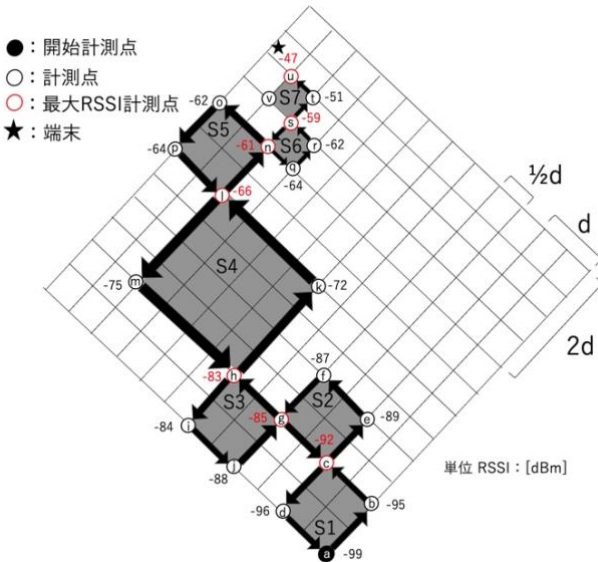 ●：開始計測点
○：計測点
○：最大RSSI計測点
★：端末
-47
u
v
S7
t
-51
-62
o
s
-59
S5
-64
p
-61
n
S6
r
-62
q
-64
l
-66
½d
d
2d
S4
-75
m
k
-72
-87
-83
h
f
S3
S2
-84
i
-85
g
e
-89
-92
j
-88
c
単位 RSSI：[dBm]
-96
d
b
-95
S1
a
-99